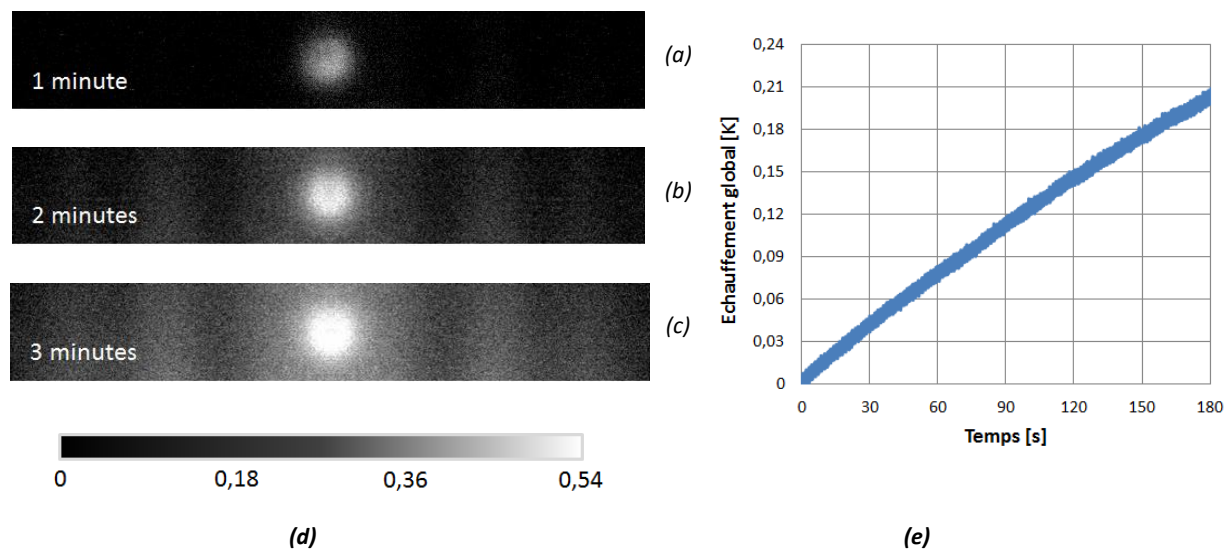 1 minute
(a)
2 minutes
(b)
3 minutes
(c)
0 0,18 0,36 0,54
(d)
Echauffement global [K]
0,24
0,21
0,18
0,15
0,12
0,09
0,06
0,03
0
0 30 60 90 120 150 180
Temps [s]
(e)